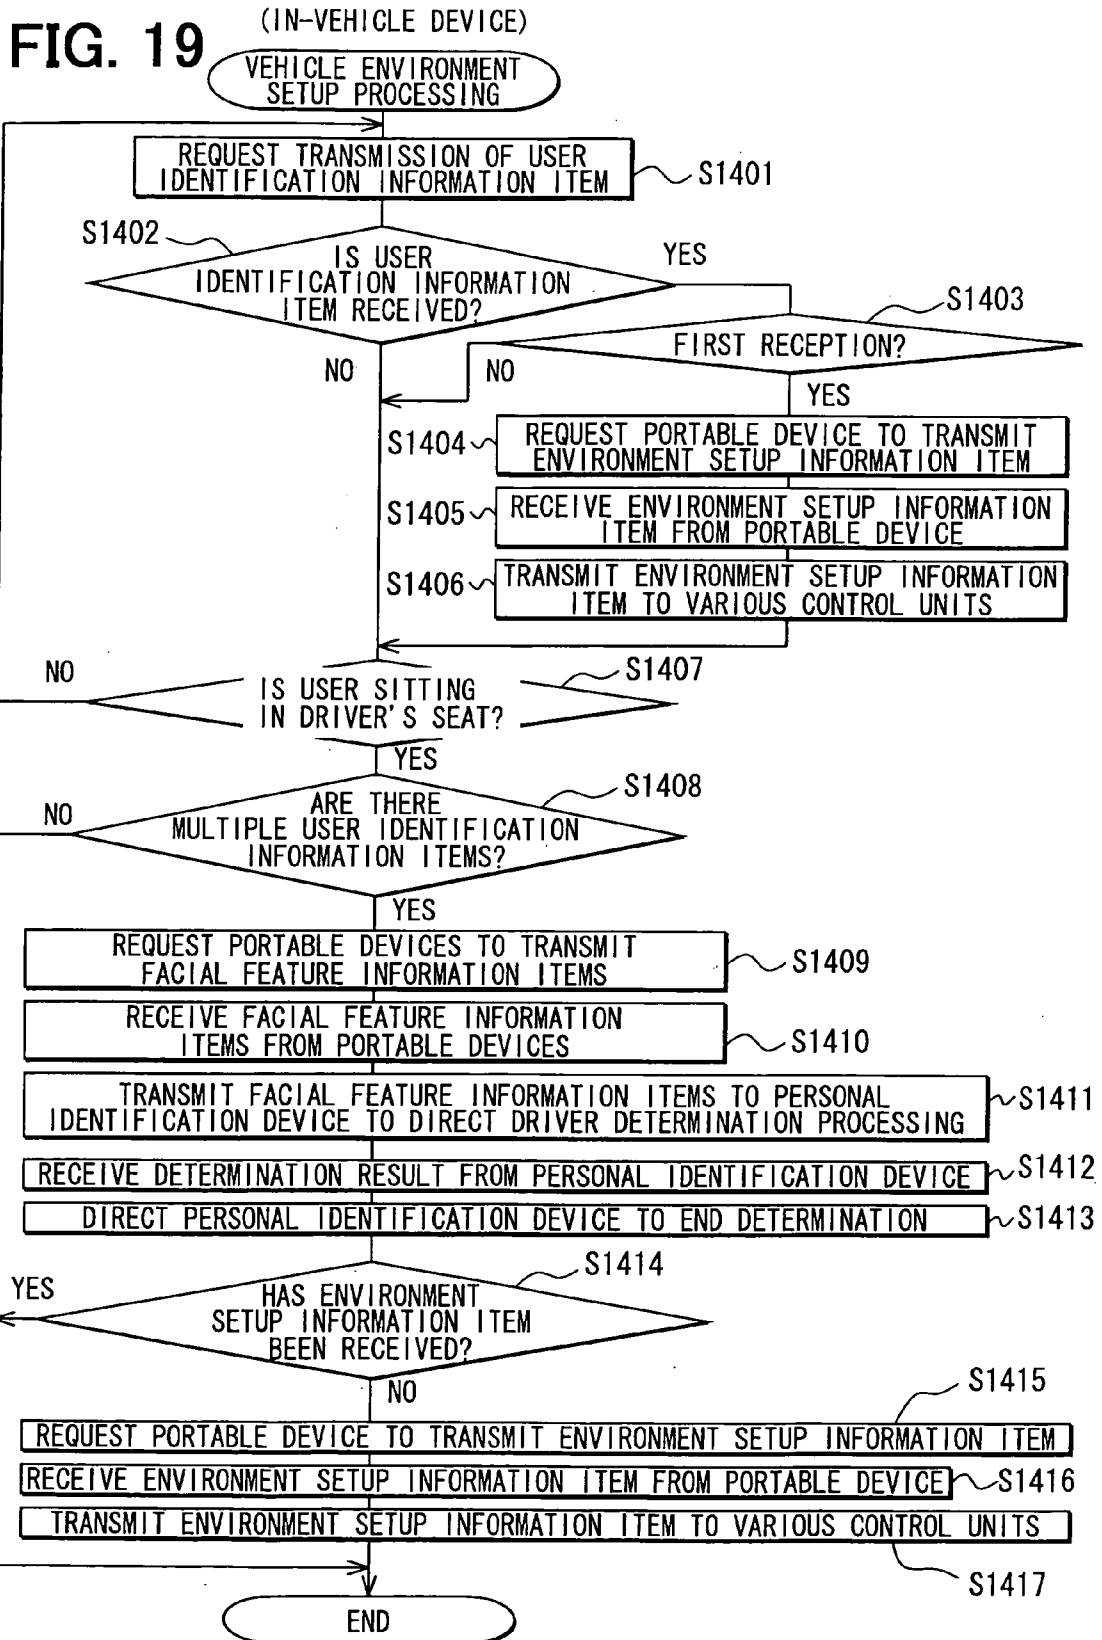 FIG. 19
(IN-VEHICLE DEVICE)
VEHICLE ENVIRONMENT
SETUP PROCESSING
REQUEST TRANSMISSION OF USER
IDENTIFICATION INFORMATION ITEM
S1401
S1402
IS USER
IDENTIFICATION INFORMATION
ITEM RECEIVED?
YES
NO
S1403
FIRST RECEPTION?
NO
YES
S1404
REQUEST PORTABLE DEVICE TO TRANSMIT
ENVIRONMENT SETUP INFORMATION ITEM
S1405
RECEIVE ENVIRONMENT SETUP INFORMATION
ITEM FROM PORTABLE DEVICE
S1406
TRANSMIT ENVIRONMENT SETUP INFORMATION
ITEM TO VARIOUS CONTROL UNITS
NO
S1407
IS USER SITTING
IN DRIVER'S SEAT?
YES
NO
S1408
ARE THERE
MULTIPLE USER IDENTIFICATION
INFORMATION ITEMS?
YES
REQUEST PORTABLE DEVICES TO TRANSMIT
FACIAL FEATURE INFORMATION ITEMS
S1409
RECEIVE FACIAL FEATURE INFORMATION
ITEMS FROM PORTABLE DEVICES
S1410
TRANSMIT FACIAL FEATURE INFORMATION ITEMS TO PERSONAL
IDENTIFICATION DEVICE TO DIRECT DRIVER DETERMINATION PROCESSING
S1411
RECEIVE DETERMINATION RESULT FROM PERSONAL IDENTIFICATION DEVICE
S1412
DIRECT PERSONAL IDENTIFICATION DEVICE TO END DETERMINATION
S1413
YES
S1414
HAS ENVIRONMENT
SETUP INFORMATION ITEM
BEEN RECEIVED?
NO
S1415
REQUEST PORTABLE DEVICE TO TRANSMIT ENVIRONMENT SETUP INFORMATION ITEM
RECEIVE ENVIRONMENT SETUP INFORMATION ITEM FROM PORTABLE DEVICE
S1416
TRANSMIT ENVIRONMENT SETUP INFORMATION ITEM TO VARIOUS CONTROL UNITS
S1417
END